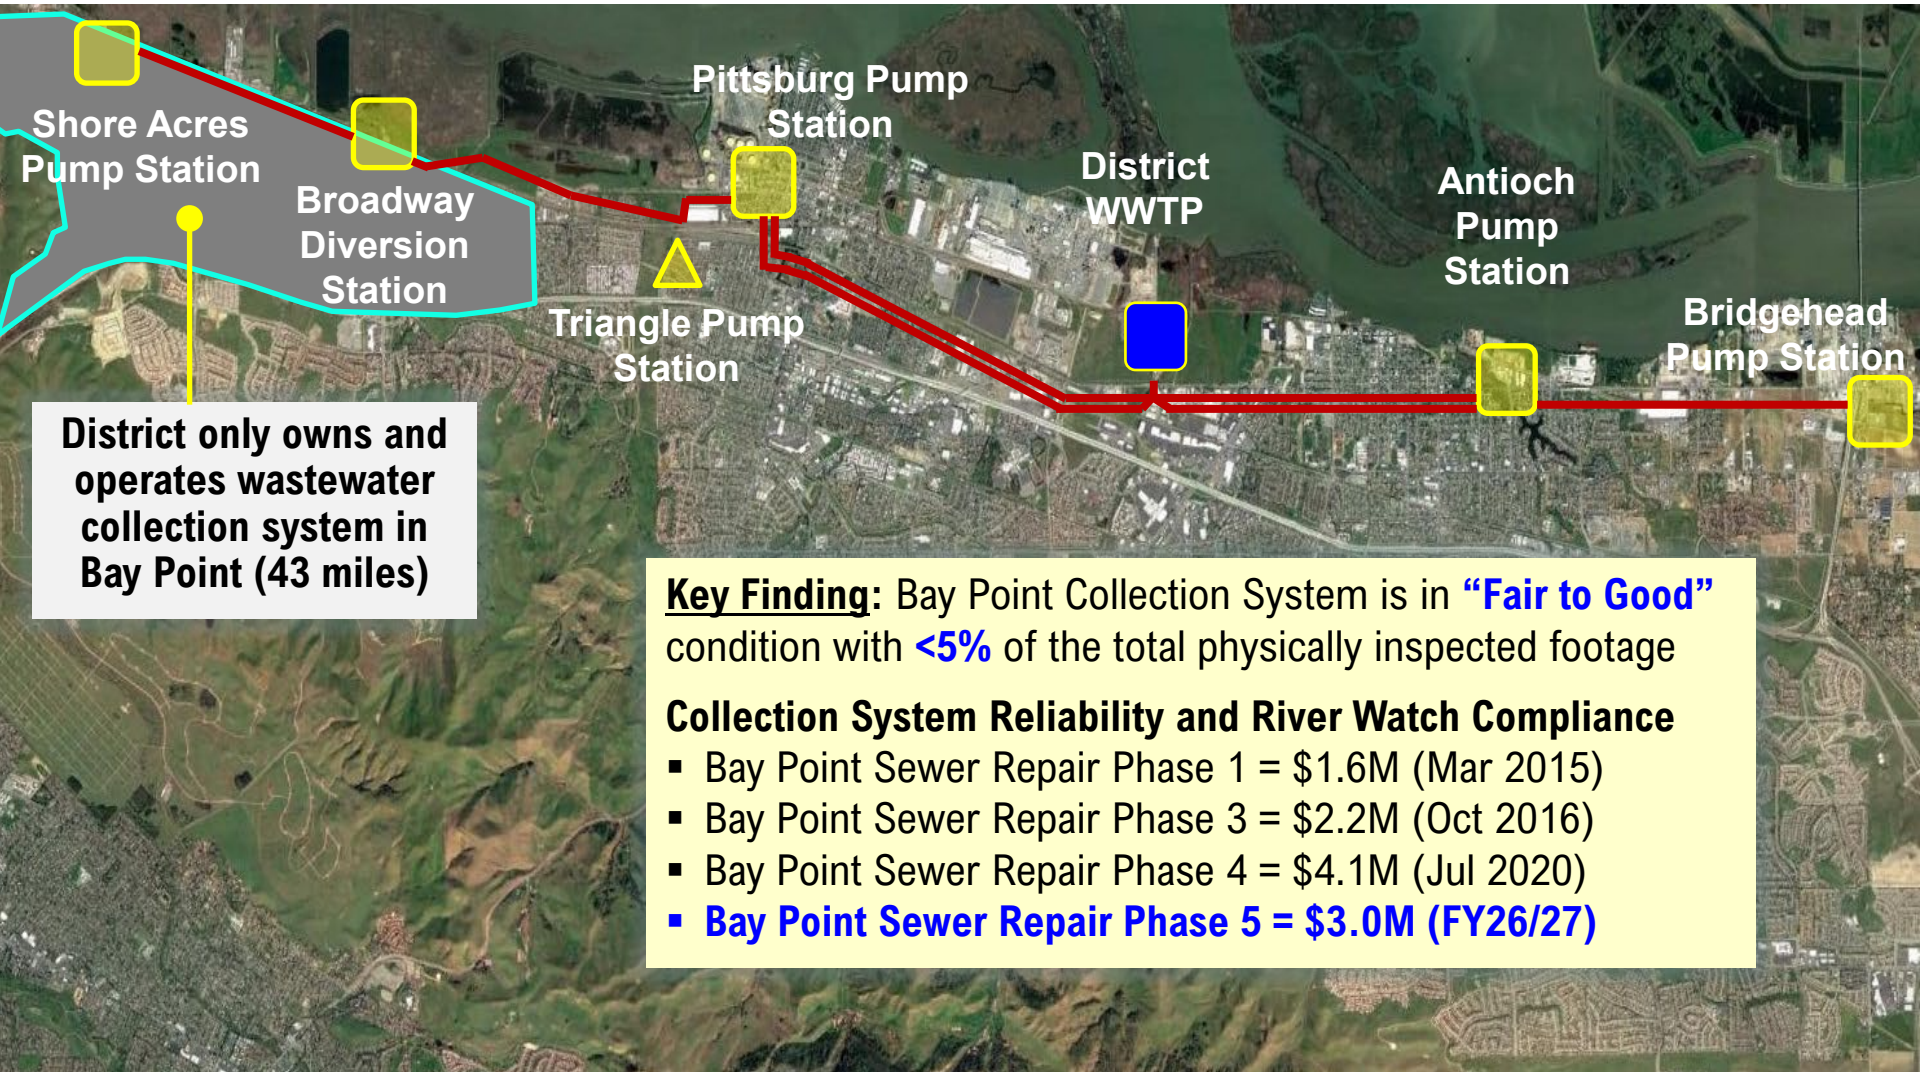 Shore Acres
Pump Station
Broadway
Diversion
Station
Pittsburg Pump
Station
Triangle Pump
Station
District
WWTP
Antioch
Pump
Station
Bridgehead
Pump Station
District only owns and
operates wastewater
collection system in
Bay Point (43 miles)
Key Finding: Bay Point Collection System is in “Fair to Good”
condition with <5% of the total physically inspected footage
Collection System Reliability and River Watch Compliance
▪ Bay Point Sewer Repair Phase 1 = $1.6M (Mar 2015)
▪ Bay Point Sewer Repair Phase 3 = $2.2M (Oct 2016)
▪ Bay Point Sewer Repair Phase 4 = $4.1M (Jul 2020)
▪ Bay Point Sewer Repair Phase 5 = $3.0M (FY26/27)